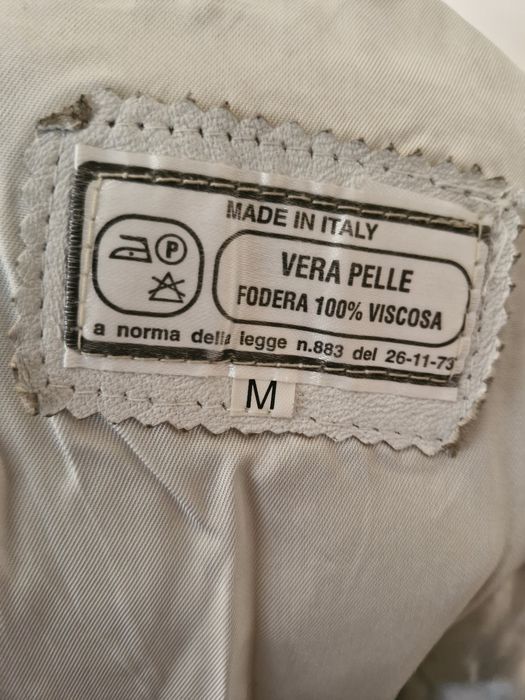 MADE IN ITALY
P
VERA PELLE
FODERA 100% VISCOSA
a norma della legge n.883 del 26-11-73
M